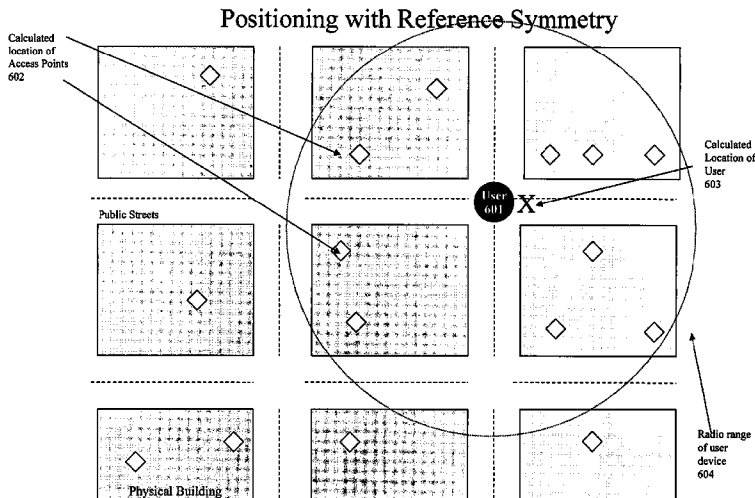 Positioning with Reference Symmetry
Calculated
location of
Access Points
602
Calculated
Location of
User
603
User
601
X
Public Streets
Radio range
of user
device
604
Physical Building